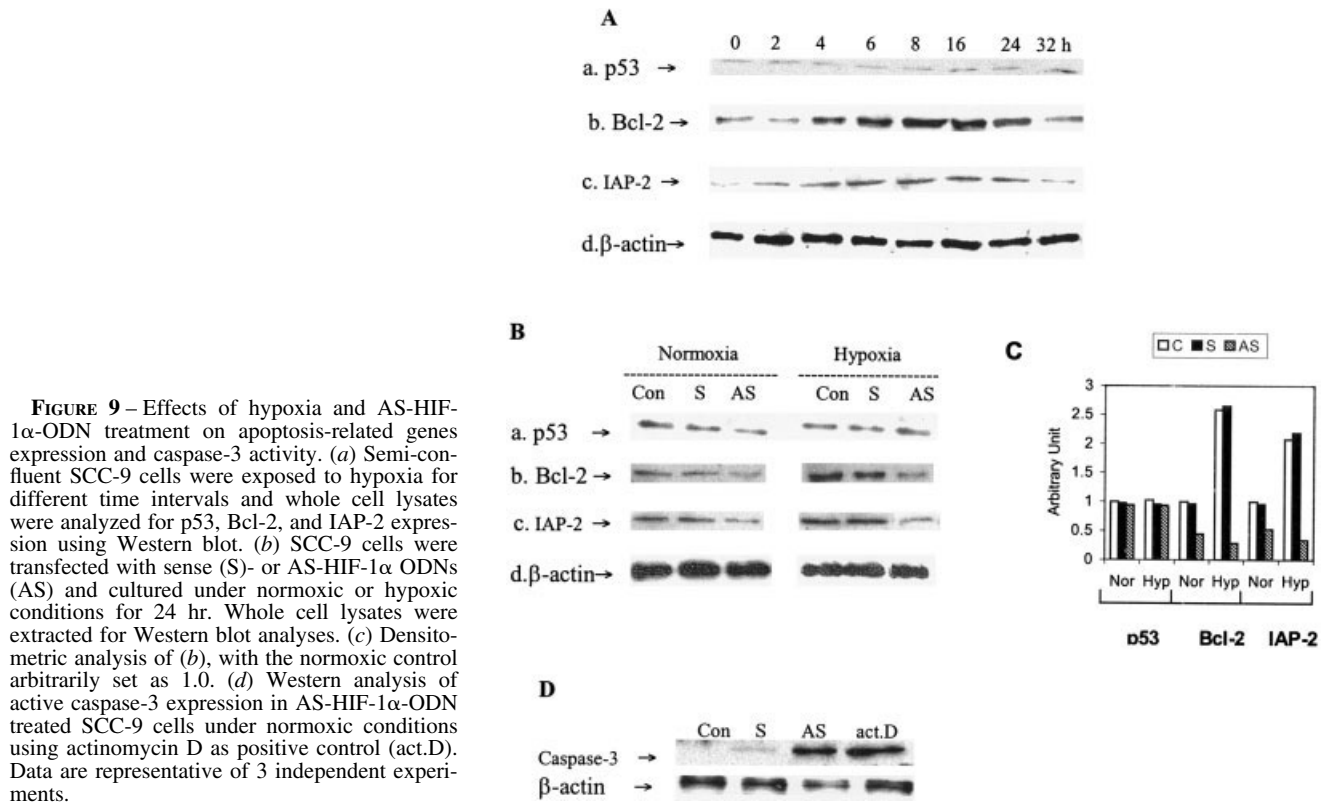 A
0 2 4 6 8 16 24 32 h
a. p53 →
b. Bcl-2 →
c. IAP-2 →
d.β-actin→
B
Normoxia Hypoxia
Con S AS Con S AS
a. p53 →
b. Bcl-2 →
c. IAP-2 →
d.β-actin→
C
C S AS
Arbitrary Unit
3
2.5
2
1.5
1
0.5
0
Nor Hyp Nor Hyp Nor Hyp
p53 Bcl-2 IAP-2
D
Con S AS act.D
Caspase-3 →
β-actin →
FIGURE 9 – Effects of hypoxia and AS-HIF-
1α-ODN treatment on apoptosis-related genes
expression and caspase-3 activity. (a) Semi-con-
fluent SCC-9 cells were exposed to hypoxia for
different time intervals and whole cell lysates
were analyzed for p53, Bcl-2, and IAP-2 expres-
sion using Western blot. (b) SCC-9 cells were
transfected with sense (S)- or AS-HIF-1α ODNs
(AS) and cultured under normoxic or hypoxic
conditions for 24 hr. Whole cell lysates were
extracted for Western blot analyses. (c) Densito-
metric analysis of (b), with the normoxic control
arbitrarily set as 1.0. (d) Western analysis of
active caspase-3 expression in AS-HIF-1α-ODN
treated SCC-9 cells under normoxic conditions
using actinomycin D as positive control (act.D).
Data are representative of 3 independent experi-
ments.